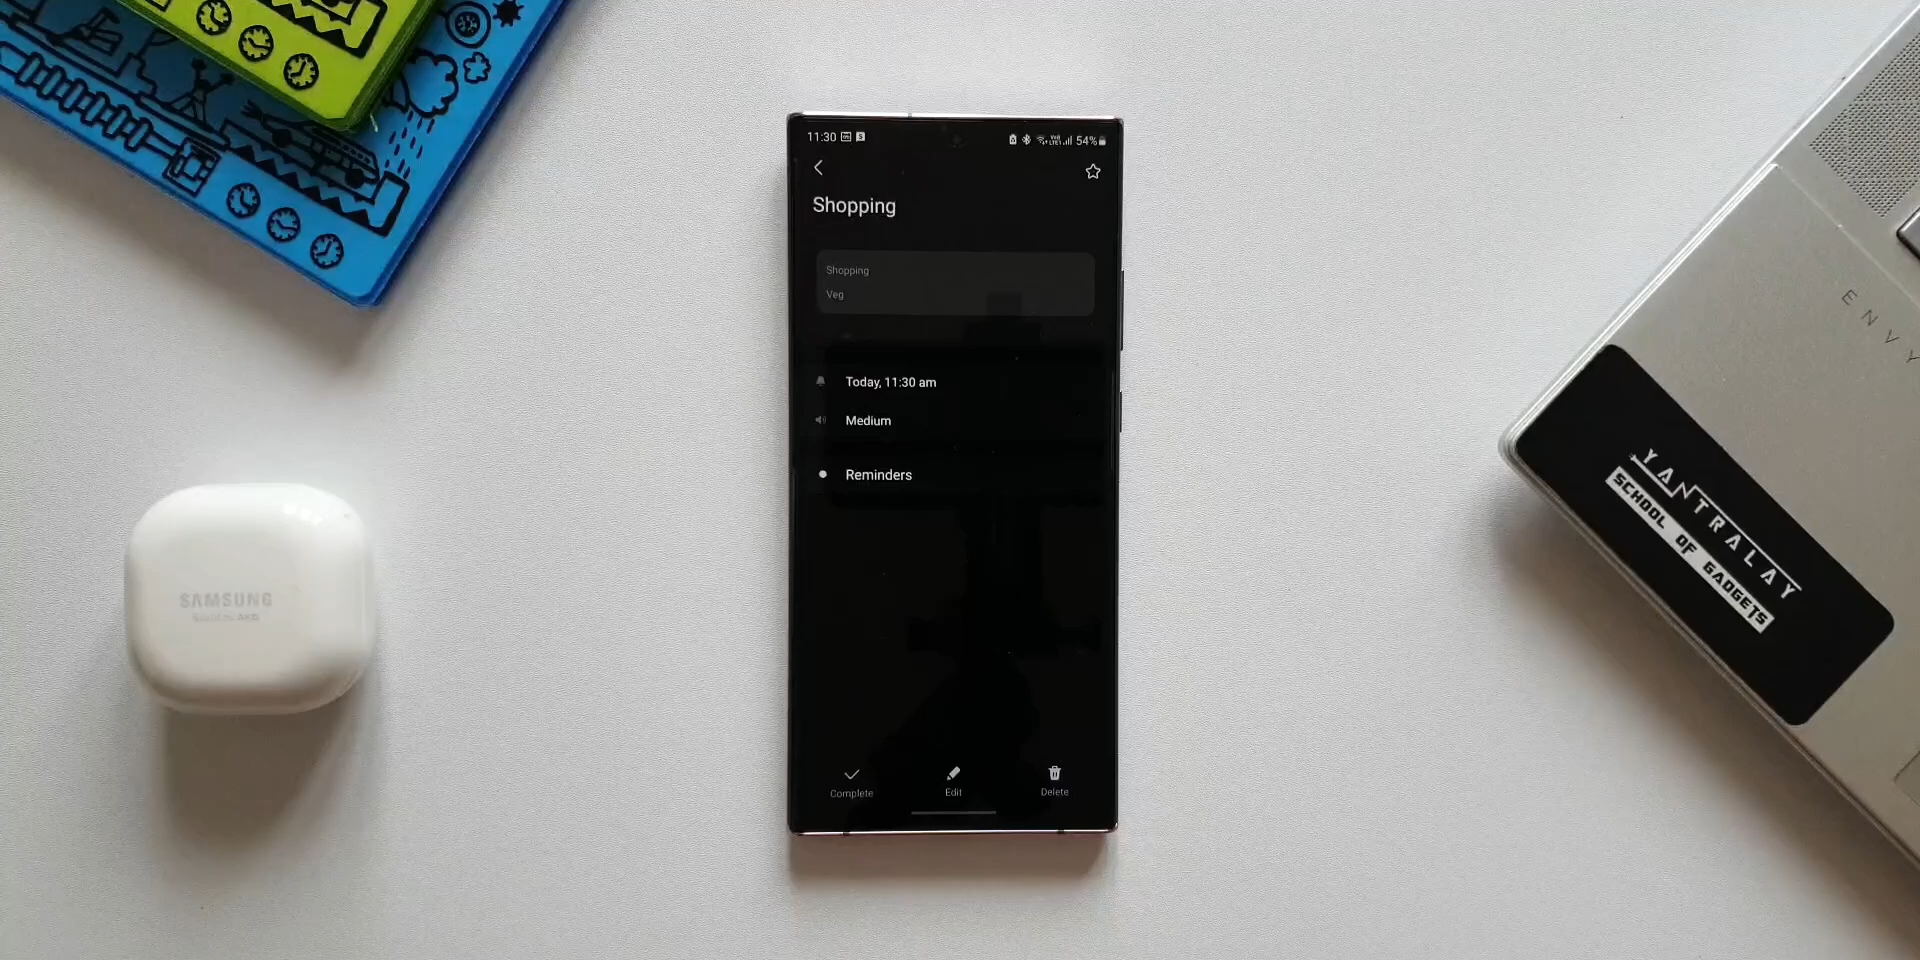 11:30
54%
Shopping
Shopping
Veg
Today, 11:30 am
Medium
Reminders
Complete
Edit
Delete
SAMSUNG
ENVY
YANTRALAY
SCHOOL OF GADGETS